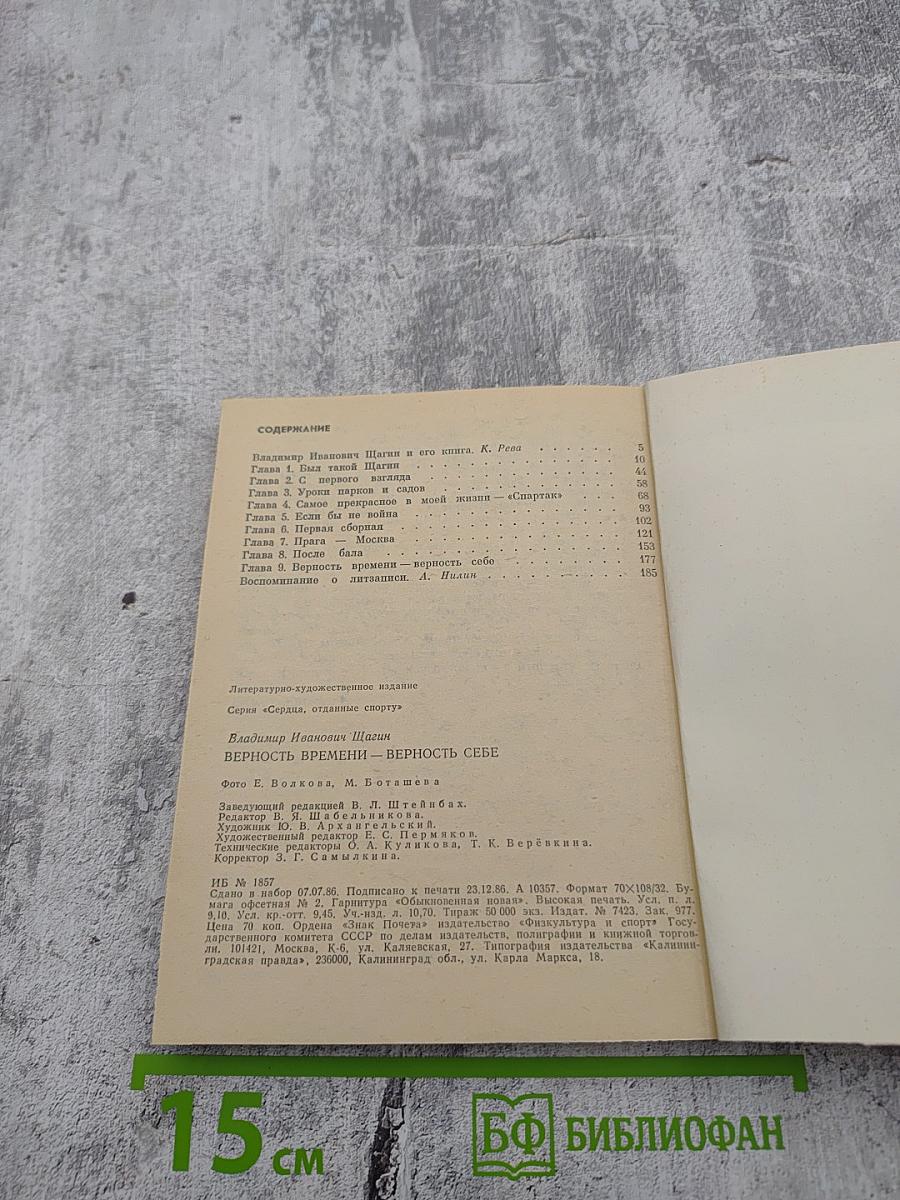 СОДЕРЖАНИЕ
Владимир Иванович Щагин и его книга. К. Рева . . . . . . 5
Глава 1. Был такой Щагин . . . . . . . . . . . . 10
Глава 2. С первого взгляда . . . . . . . . . . . 44
Глава 3. Уроки парков и садов . . . . . . . . . . 58
Глава 4. Самое прекрасное в моей жизни — «Спартак» . . . 68
Глава 5. Если бы не война . . . . . . . . . . . . 93
Глава 6. Первая сборная . . . . . . . . . . . . 102
Глава 7. Прага — Москва . . . . . . . . . . . . 121
Глава 8. После бала . . . . . . . . . . . . . 153
Глава 9. Верность времени — верность себе . . . . . . . 177
Воспоминание о литзаписи. А. Нилин . . . . . . . . . 185
Литературно-художественное издание
Серия «Сердца, отданные спорту»
Владимир Иванович Щагин
ВЕРНОСТЬ ВРЕМЕНИ — ВЕРНОСТЬ СЕБЕ
Фото Е. Волкова, М. Боташева
Заведующий редакцией В. Л. Штейнбах.
Редактор В. Я. Шабельникова.
Художник Ю. В. Архангельский.
Художественный редактор Е. С. Пермяков.
Технические редакторы О. А. Куликова, Т. К. Верёвкина.
Корректор З. Г. Самылкина.
ИБ № 1857
Сдано в набор 07.07.86. Подписано к печати 23.12.86. А 10357. Формат 70×108/32. Бу-
мага офсетная № 2. Гарнитура «Обыкновенная новая». Высокая печать. Усл. п. л.
9,10. Усл. кр.-отт. 9,45. Уч.-изд. л. 10,70. Тираж 50 000 экз. Издат. № 7423. Зак. 977.
Цена 70 коп. Ордена «Знак Почета» издательство «Физкультура и спорт» Госу-
дарственного комитета СССР по делам издательств, полиграфии и книжной торгов-
ли. 101421, Москва, К-6, ул. Каляевская, 27. Типография издательства «Калинин-
градская правда», 236000, Калининград обл., ул. Карла Маркса, 18.
15 см
БФ БИБЛИОФАН